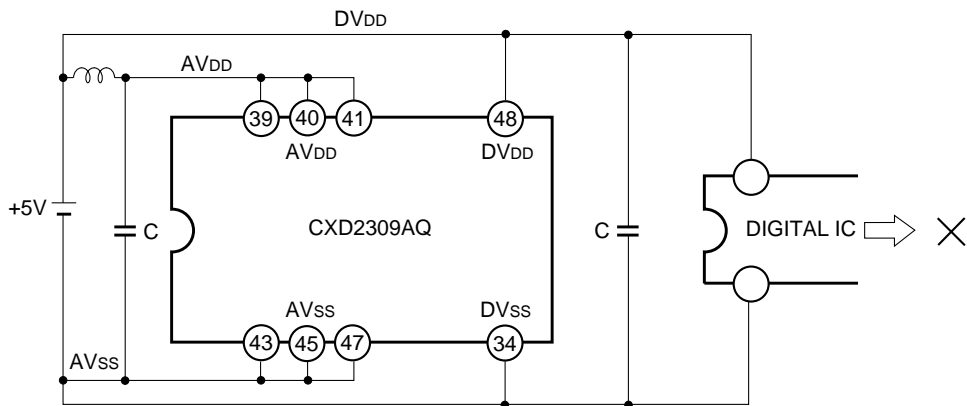 DVDD
AVDD
39
40
41
48
AVDD
DVDD
+5V
C
CXD2309AQ
C
DIGITAL IC
AVSS
DVSS
43
45
47
34
AVSS